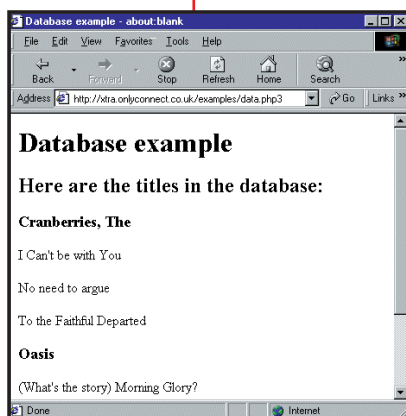 Database example - about:blank
File Edit View Favorites Tools Help
Back Forward Stop Refresh Home Search »
Address http://xtra.onlyconnect.co.uk/examples/data.php3 Go Links »
Database example
Here are the titles in the database:
Cranberries, The
I Can't be with You
No need to argue
To the Faithful Departed
Oasis
(What's the story) Morning Glory?
Done Internet